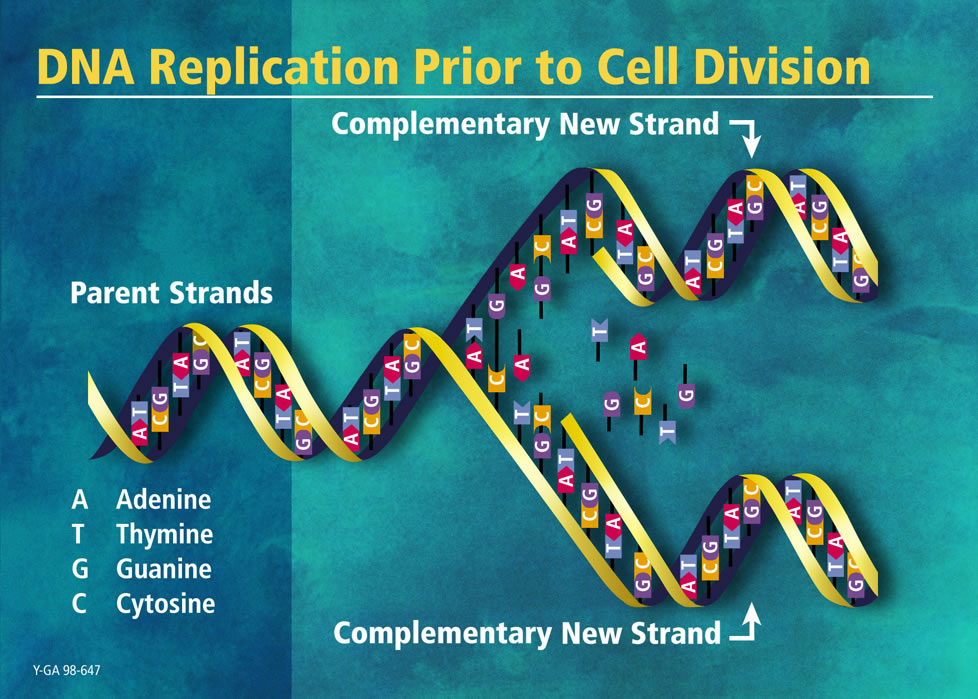 DNA Replication Prior to Cell Division
Complementary New Strand
Parent Strands
A T
C G
T A
G C
A T
C G
T A
G C
A T
C G
T A
G C
A T
C
G
A
A
G C
A T
C G
T A
G C
A T
C G
T A
G C
A T
C G
T A
G
T
A
G
C
T
G
T
G C
A T
C G
T A
G C
A T
C G
T A
G C
A T
C G
T A
G C
A Adenine
T Thymine
G Guanine
C Cytosine
Complementary New Strand
Y-GA 98-647